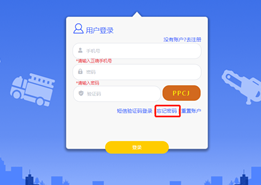 用户登录
没有账户?去注册
手机号
*请输入正确手机号
密码
*请输入密码
验证码
PPCJ
短信验证码登录 忘记密码 重置账户
登录